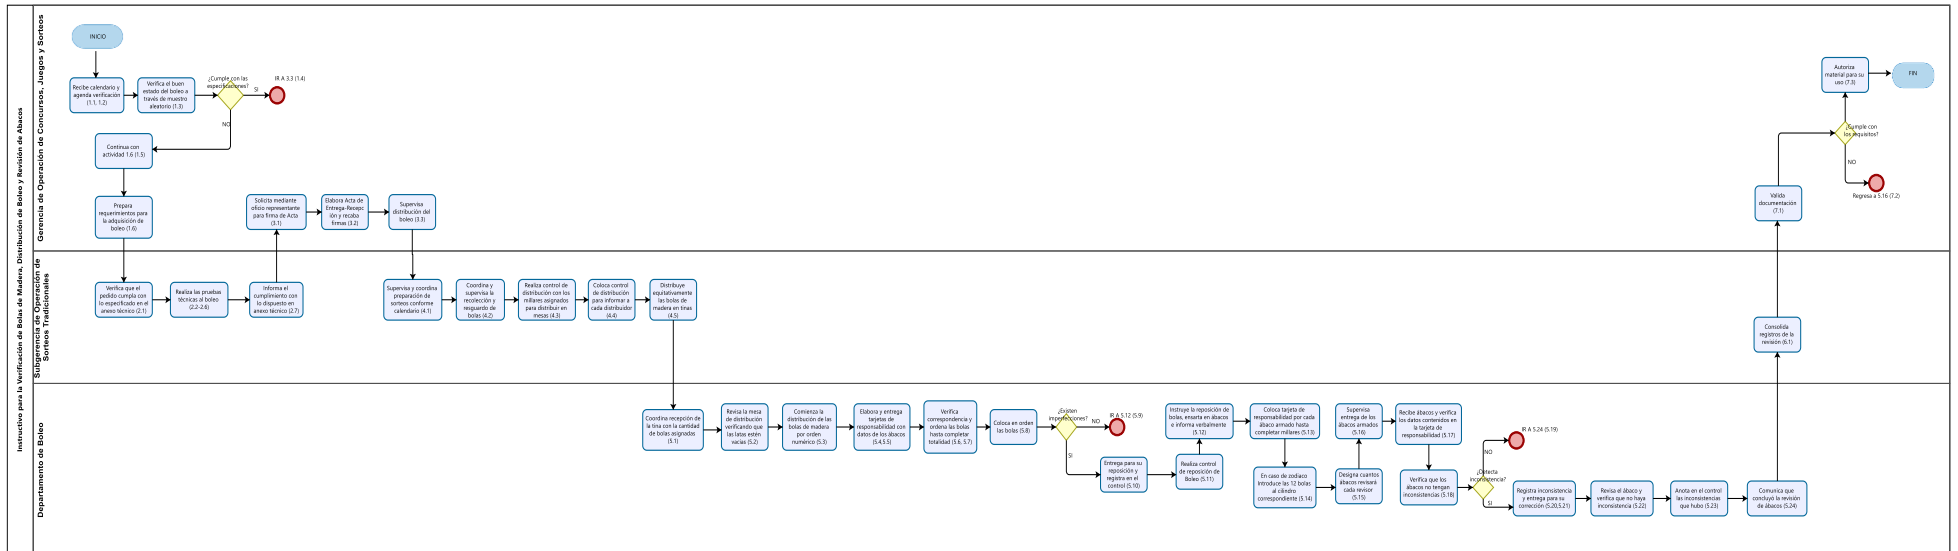 Instructivo para la Verificación de Bolas de Madera, Distribución de Boleo y Revisión de Abacos
Gerencia de Operación de Concursos, Juegos y Sorteos
INICIO
Recibe calendario y
agenda verificación
(1.1, 1.2)
Verifica el buen
estado del boleo a
través de muestro
aleatorio (1.3)
¿Cumple con las
especificaciones?
SI
IR A 3.3 (1.4)
NO
Continua con
actividad 1.6 (1.5)
Prepara
requerimientos para
la adquisición de
boleo (1.6)
Solicita mediante
oficio representante
para firma de Acta
(3.1)
Elabora Acta de
Entrega-Recepc
ión y recaba
firmas (3.2)
Supervisa
distribución del
boleo (3.3)
Valida
documentación
(7.1)
¿Cumple con
los requisitos?
NO
Regresa a 5.16 (7.2)
Autoriza
material para su
uso (7.3)
FIN
Subgerencia de Operación de
Sorteos Tradicionales
Verifica que el
pedido cumpla con
lo especificado en el
anexo técnico (2.1)
Realiza las pruebas
técnicas al boleo
(2.2-2.6)
Informa el
cumplimiento con
lo dispuesto en
anexo técnico (2.7)
Supervisa y coordina
preparación de
sorteos conforme
calendario (4.1)
Coordina y
supervisa la
recolección y
resguardo de
bolas (4.2)
Realiza control de
distribución con los
millares asignados
para distribuir en
mesas (4.3)
Coloca control
de distribución
para informar a
cada distribuidor
(4.4)
Distribuye
equitativamente
las bolas de
madera en tinas
(4.5)
Consolida
registros de la
revisión (6.1)
Departamento de Boleo
Coordina recepción de
la tina con la cantidad
de bolas asignadas
(5.1)
Revisa la mesa
de distribución
verificando que
las latas estén
vacías (5.2)
Comienza la
distribución de las
bolas de madera
por orden
numérico (5.3)
Elabora y entrega
tarjetas de
responsabilidad con
datos de los ábacos
(5.4,5.5)
Verifica
correspondencia y
ordena las bolas
hasta completar
totalidad (5.6, 5.7)
Coloca en orden
las bolas (5.8)
¿Existen
imperfecciones?
NO
IR A 5.12 (5.9)
SI
Entrega para su
reposición y
registra en el
control (5.10)
Realiza control
de reposición de
Boleo (5.11)
Instruye la reposición de
bolas, ensarta en ábacos
e informa verbalmente
(5.12)
Coloca tarjeta de
responsabilidad por cada
ábaco armado hasta
completar millares (5.13)
En caso de zodiaco
Introduce las 12 bolas
al cilindro
correspondiente (5.14)
Designa cuantos
ábacos revisará
cada revisor
(5.15)
Supervisa
entrega de los
ábacos armados
(5.16)
Recibe ábacos y verifica
los datos contenidos en
la tarjeta de
responsabilidad (5.17)
Verifica que los
ábacos no tengan
inconsistencias (5.18)
¿Detecta
inconsistencia?
NO
IR A 5.24 (5.19)
SI
Registra inconsistencia
y entrega para su
corrección (5.20,5.21)
Revisa el ábaco y
verifica que no haya
inconsistencia (5.22)
Anota en el control
las inconsistencias
que hubo (5.23)
Comunica que
concluyó la revisión
de ábacos (5.24)